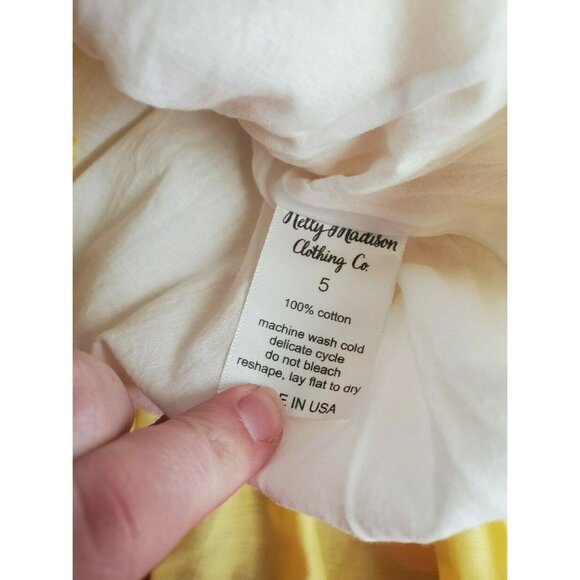 Nelly Madison
Clothing Co.
5
100% cotton
machine wash cold
delicate cycle
do not bleach
reshape, lay flat to dry
E IN USA